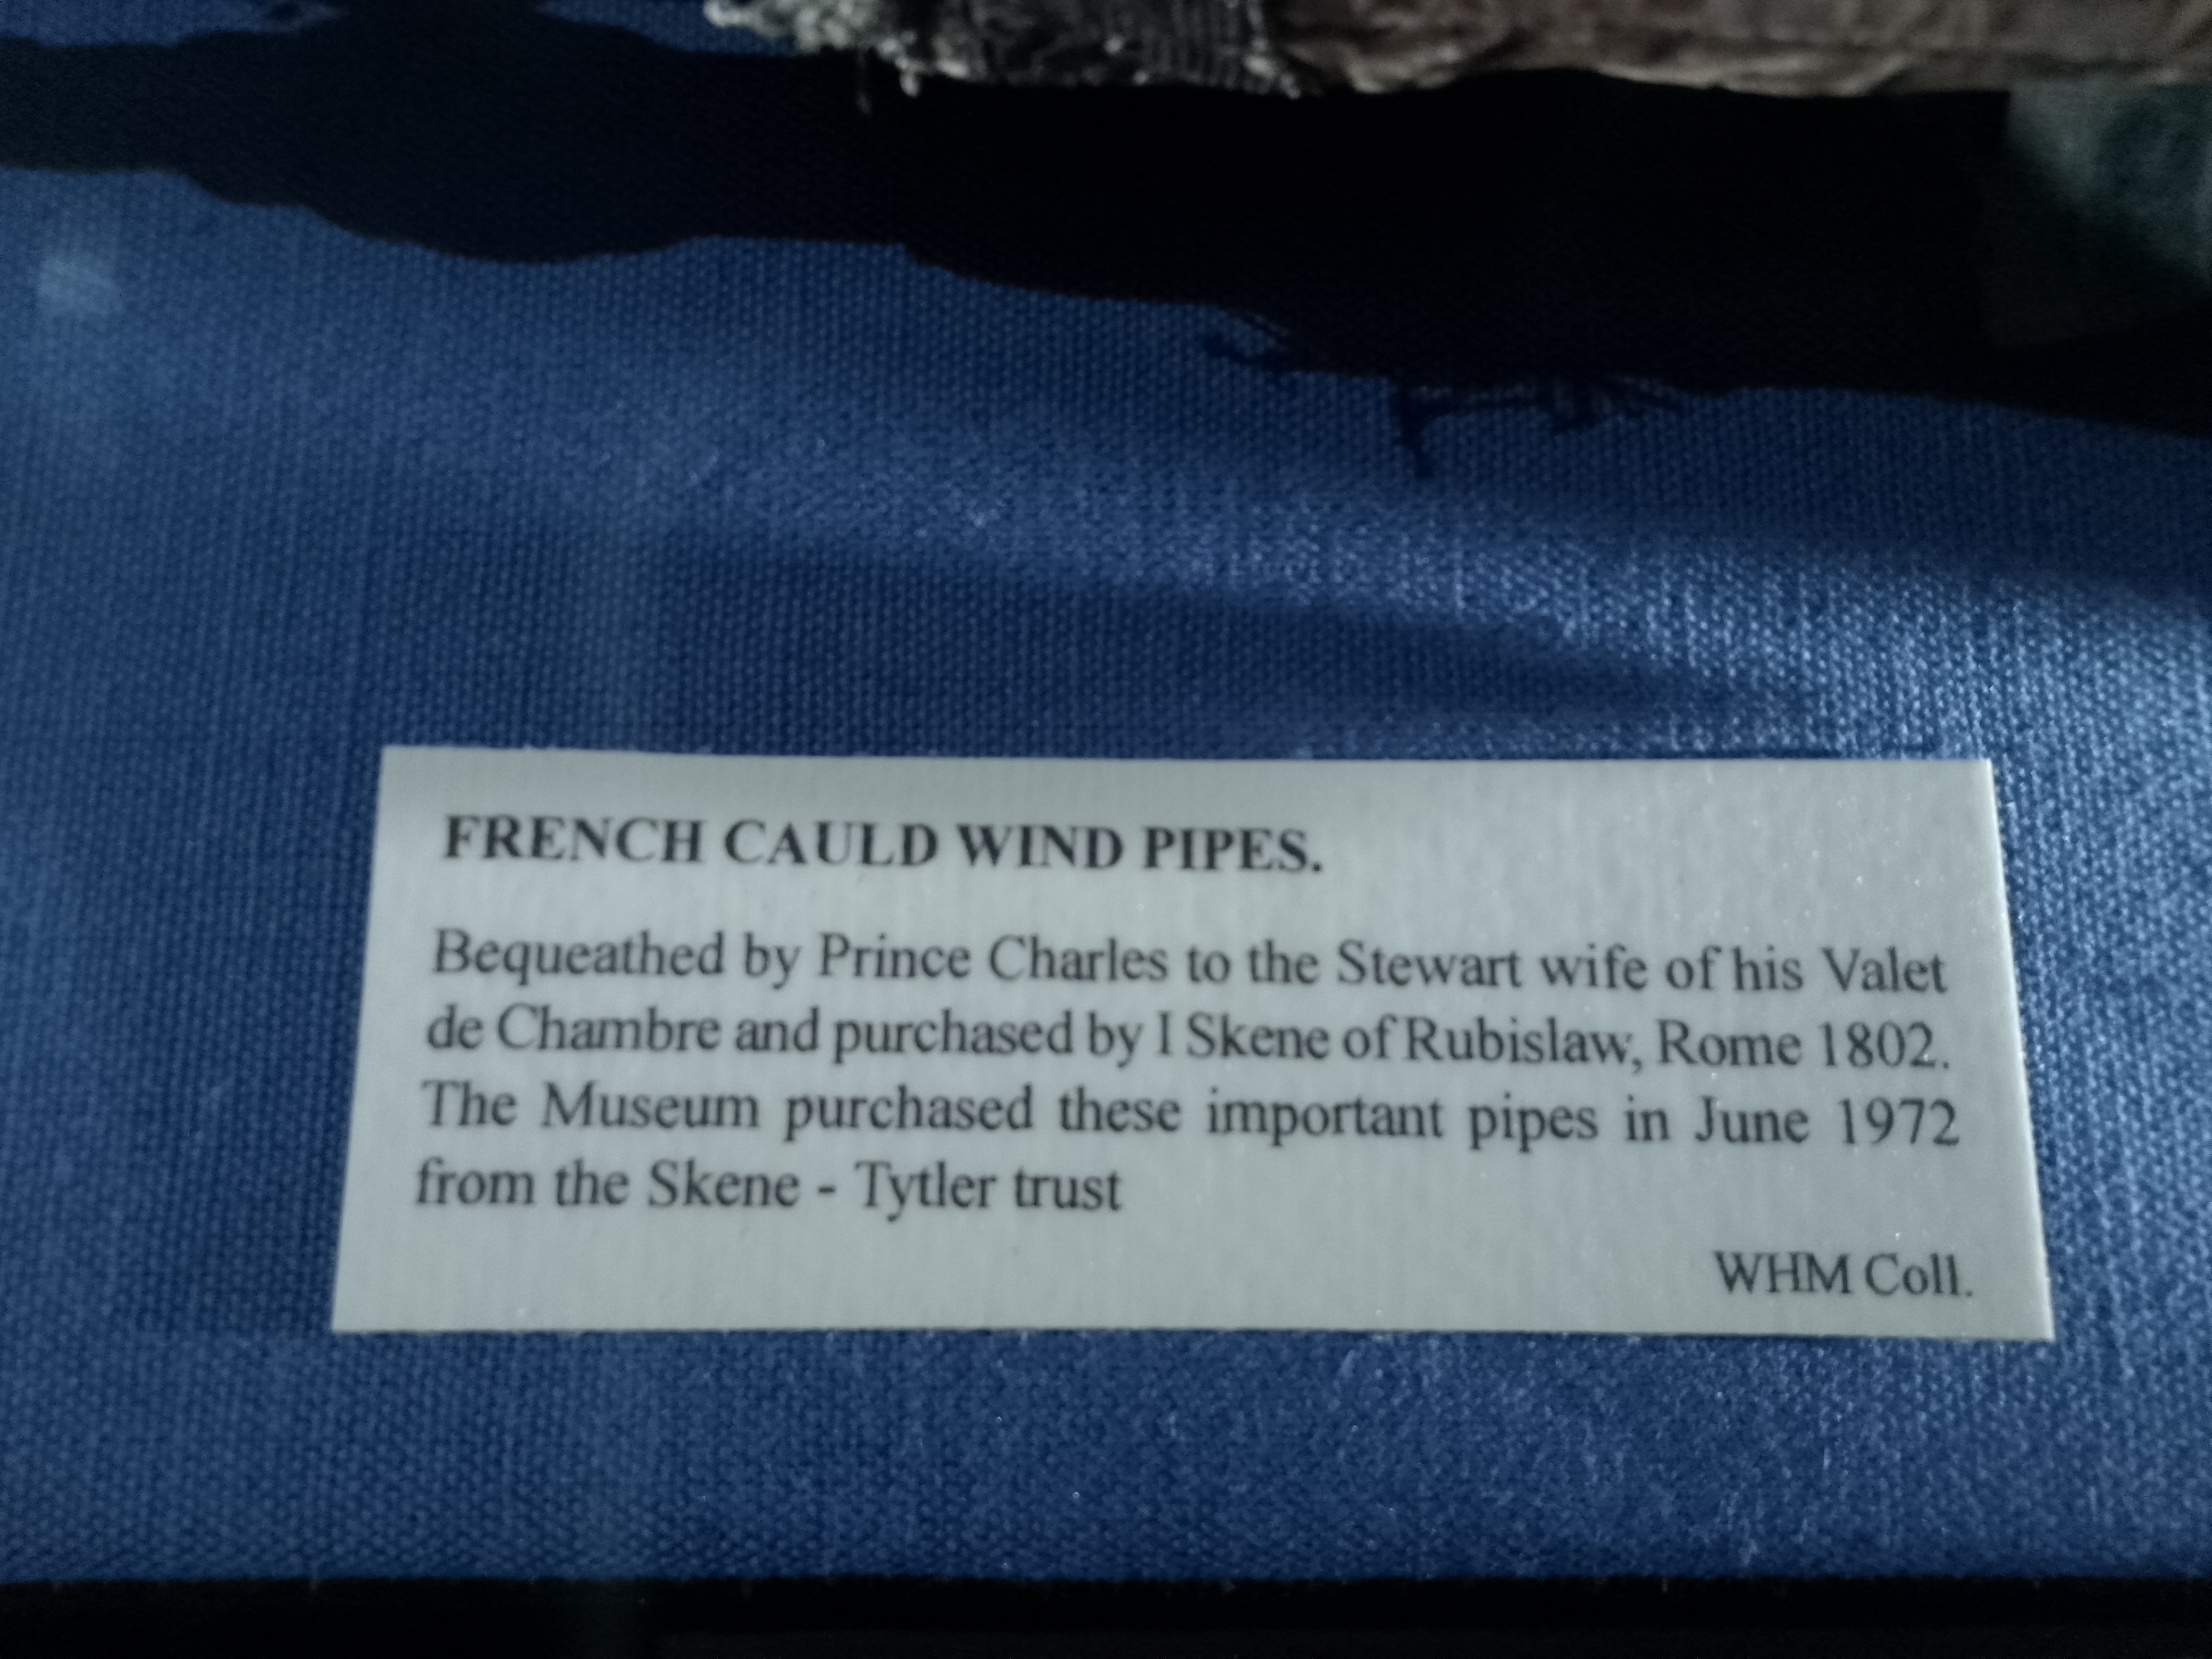 FRENCH CAULD WIND PIPES.
Bequeathed by Prince Charles to the Stewart wife of his Valet
de Chambre and purchased by I Skene of Rubislaw, Rome 1802.
The Museum purchased these important pipes in June 1972
from the Skene - Tytler trust
WHM Coll.